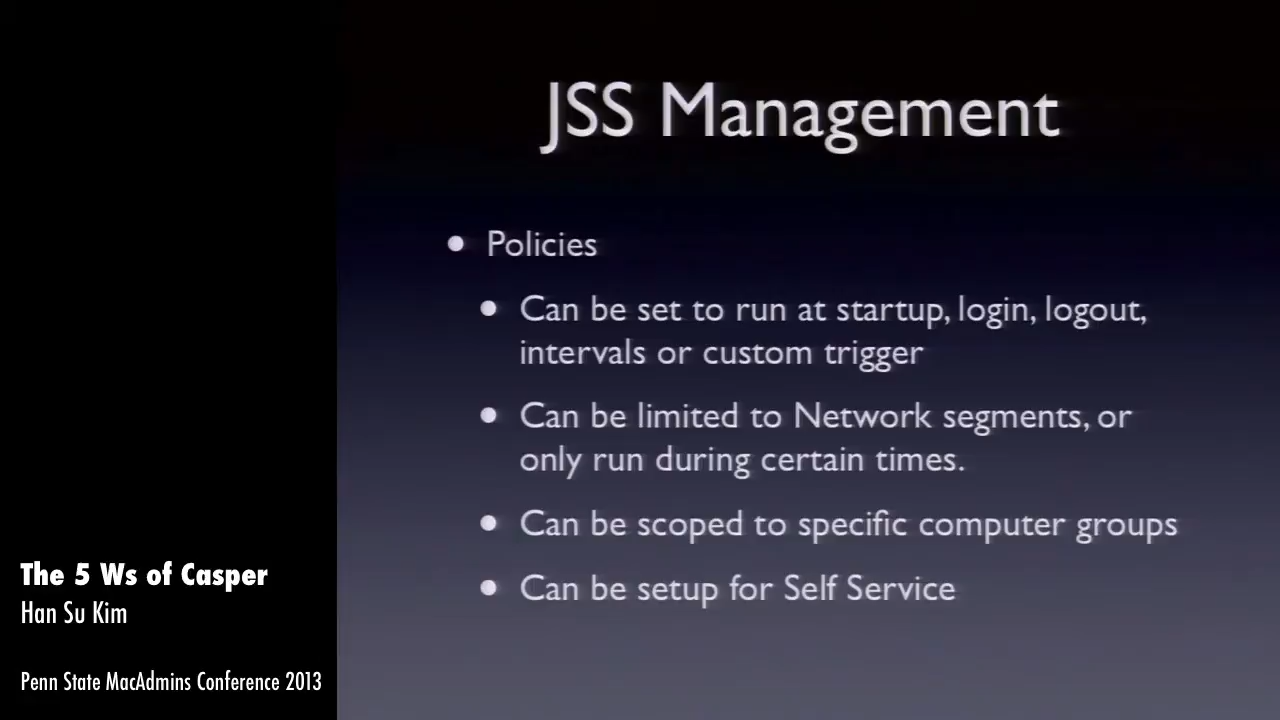 JSS Management
• Policies
• Can be set to run at startup, login, logout,
intervals or custom trigger
• Can be limited to Network segments, or
only run during certain times.
• Can be scoped to specific computer groups
• Can be setup for Self Service
The 5 Ws of Casper
Han Su Kim
Penn State MacAdmins Conference 2013